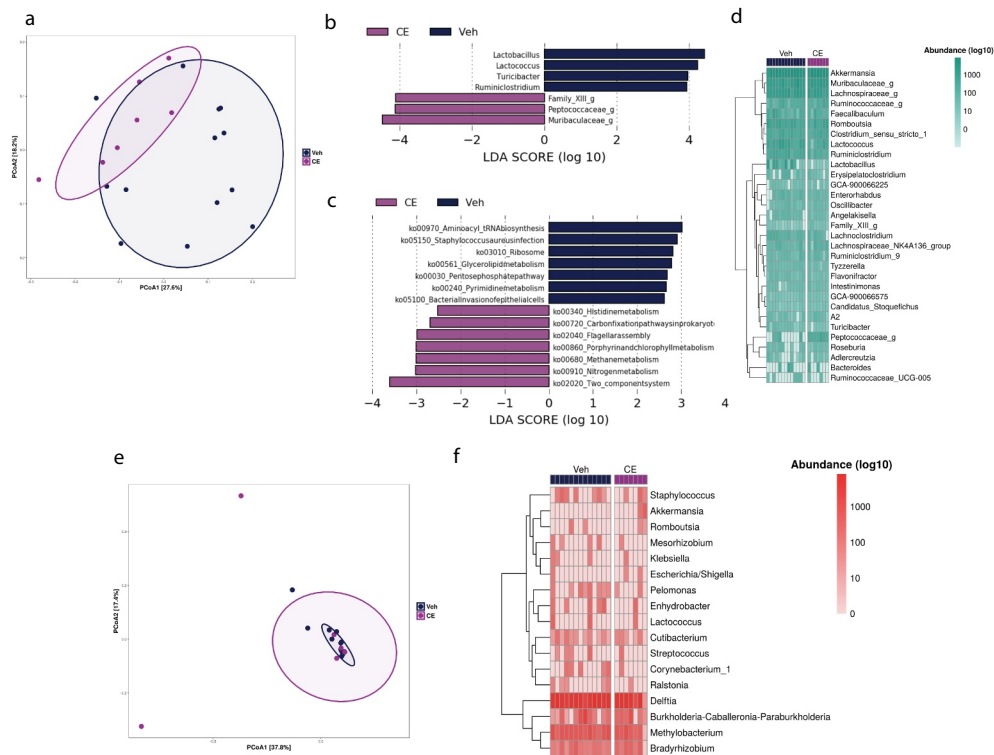 a
PCoA2 [18.2%]
PCoA1 [27.6%]
Veh
CE
b
CE Veh
Lactobacillus
Lactococcus
Turicibacter
Ruminiclostridium
Family_XIII_g
Peptococcaceae_g
Muribaculaceae_g
−4 −2 0 2 4
LDA SCORE (log 10)
c
CE Veh
ko00970_Aminoacyl_tRNAbiosynthesis
ko05150_Staphylococcusaureusinfection
ko03010_Ribosome
ko00561_Glycerolipidmetabolism
ko00030_Pentosephosphatepathway
ko00240_Pyrimidinemetabolism
ko05100_Bacterialinvasionofepithelialcells
ko00340_Histidinemetabolism
ko00720_Carbonfixationpathwaysinprokaryot
ko02040_Flagellarassembly
ko00860_Porphyrinandchlorophyllmetabolism
ko00680_Methanemetabolism
ko00910_Nitrogenmetabolism
ko02020_Two_componentsystem
−4 −3 −2 −1 0 1 2 3 4
LDA SCORE (log 10)
d
Veh CE
Abundance (log10)
1000
100
10
0
Akkermansia
Muribaculaceae_g
Lachnospiraceae_g
Ruminococcaceae_g
Faecalibaculum
Romboutsia
Clostridium_sensu_stricto_1
Lactococcus
Ruminiclostridium
Lactobacillus
Erysipelatoclostridium
GCA-900066225
Enterorhabdus
Oscillibacter
Angelakisella
Family_XIII_g
Lachnoclostridium
Lachnospiraceae_NK4A136_group
Ruminiclostridium_9
Tyzzerella
Flavonifractor
Intestinimonas
GCA-900066575
Candidatus_Stoquefichus
A2
Turicibacter
Peptococcaceae_g
Roseburia
Adlercreutzia
Bacteroides
Ruminococcaceae_UCG-005
e
PCoA2 [17.4%]
PCoA1 [37.8%]
Veh
CE
f
Veh CE
Abundance (log10)
1000
100
10
0
Staphylococcus
Akkermansia
Romboutsia
Mesorhizobium
Klebsiella
Escherichia/Shigella
Pelomonas
Enhydrobacter
Lactococcus
Cutibacterium
Streptococcus
Corynebacterium_1
Ralstonia
Delftia
Burkholderia-Caballeronia-Paraburkholderia
Methylobacterium
Bradyrhizobium